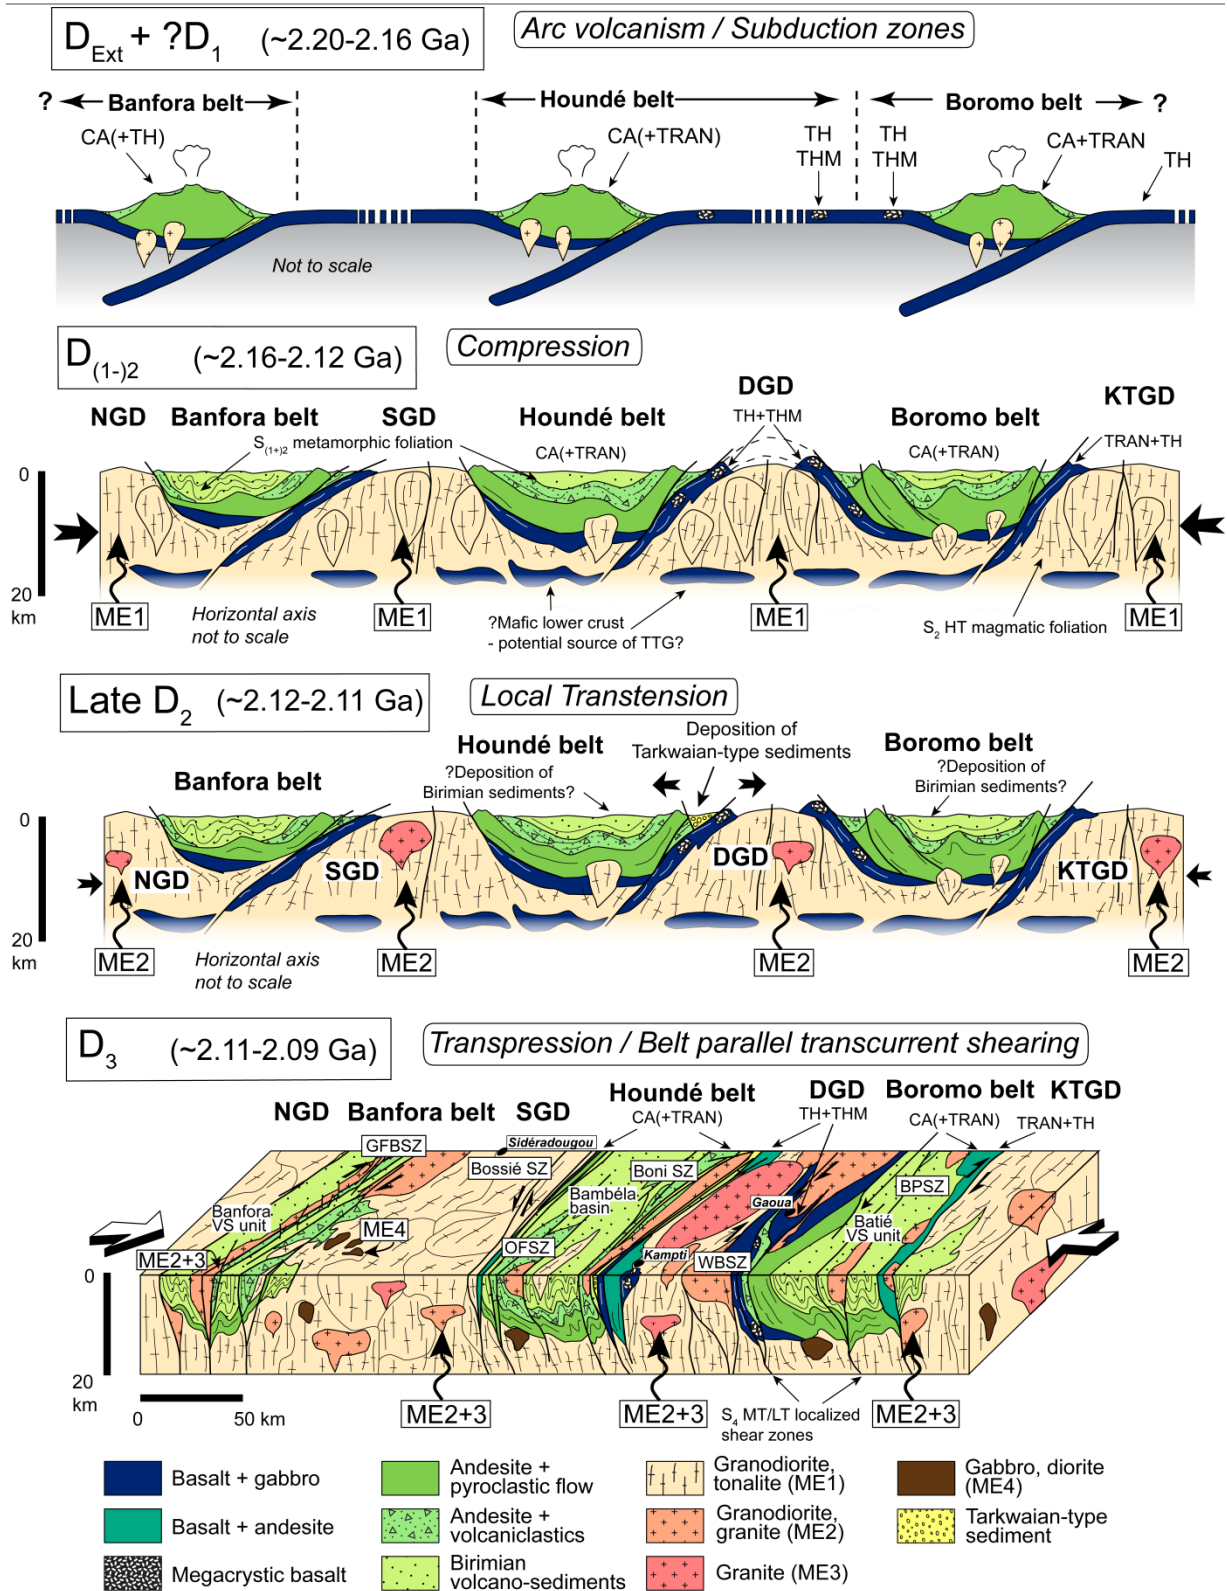 D_Ext + ?D_1 (~2.20-2.16 Ga)
Arc volcanism / Subduction zones
? Banfora belt
Houndé belt
Boromo belt ?
CA(+TH)
CA(+TRAN)
TH
THM
TH
THM
CA+TRAN
TH
Not to scale
D_(1-)2 (~2.16-2.12 Ga)
Compression
NGD Banfora belt SGD Houndé belt DGD Boromo belt KTGD
S_(1+)2 metamorphic foliation
CA(+TRAN)
TH+THM
CA(+TRAN)
TRAN+TH
0
20
km
ME1
ME1
ME1
ME1
Horizontal axis
not to scale
?Mafic lower crust
- potential source of TTG?
S_2 HT magmatic foliation
Late D_2 (~2.12-2.11 Ga)
Local Transtension
Banfora belt
Houndé belt
Boromo belt
?Deposition of
Birimian sediments?
Deposition of
Tarkwaian-type
sediments
?Deposition of
Birimian sediments?
0
20
km
NGD
SGD
DGD
KTGD
ME2
ME2
ME2
ME2
Horizontal axis
not to scale
D_3 (~2.11-2.09 Ga)
Transpression / Belt parallel transcurrent shearing
NGD Banfora belt SGD Houndé belt DGD Boromo belt KTGD
CA(+TRAN)
TH+THM
CA(+TRAN)
TRAN+TH
GFBSZ
Sidéradougou
Bossié SZ
Boni SZ
BPSZ
Banfora
VS unit
Bambéla
basin
Gaoua
Batié
VS unit
ME4
ME2+3
OFSZ
Kampti
WBSZ
0
20
km
0 50 km
ME2+3
ME2+3
ME2+3
S_4 MT/LT localized
shear zones
Basalt + gabbro
Basalt + andesite
Megacrystic basalt
Andesite +
pyroclastic flow
Andesite +
volcaniclastics
Birimian
volcano-sediments
Granodiorite,
tonalite (ME1)
Granodiorite,
granite (ME2)
Granite (ME3)
Gabbro, diorite
(ME4)
Tarkwaian-type
sediment